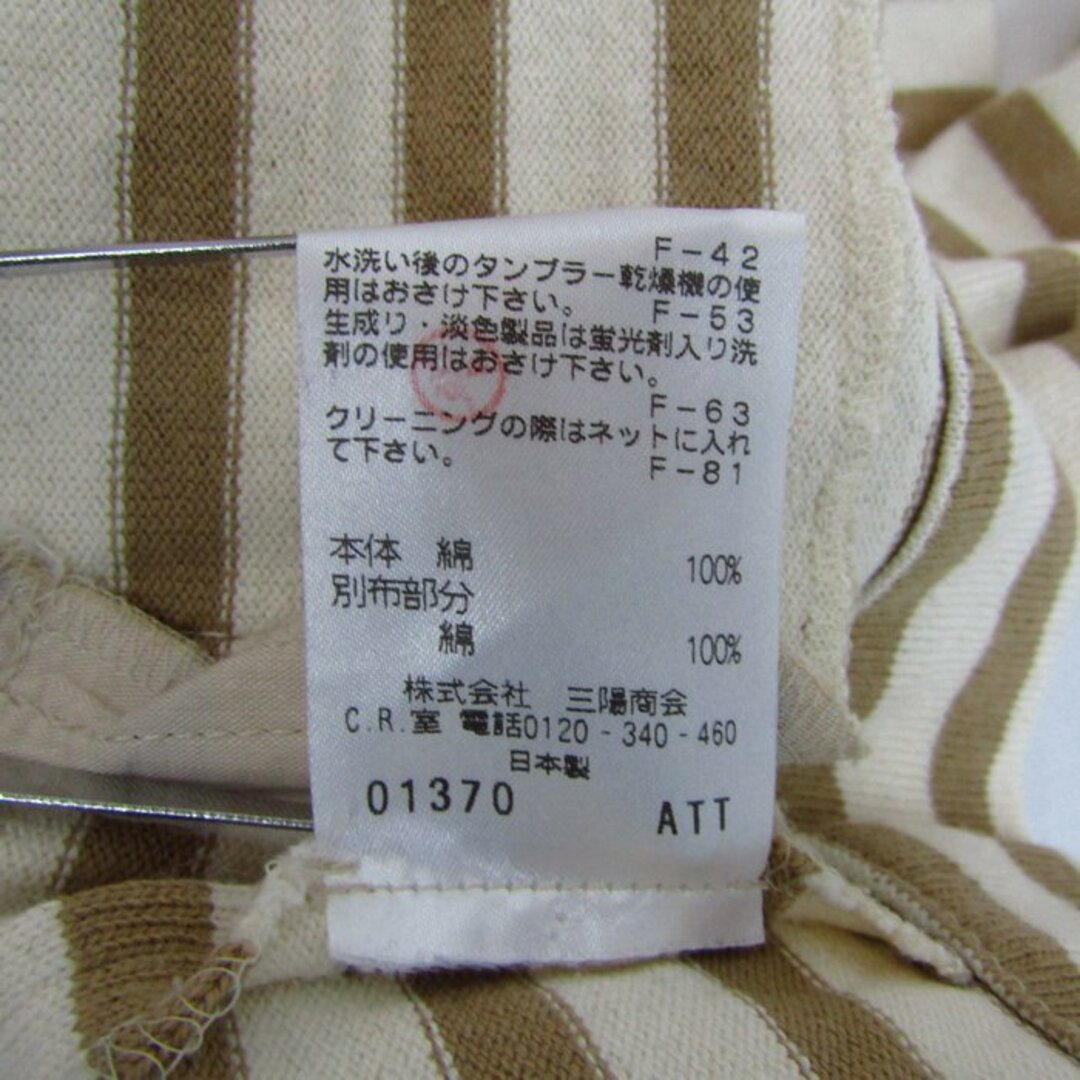 F-42
水洗い後のタンブラー乾燥機の使
用はおさけ下さい。
F-53
生成り・淡色製品は蛍光剤入り洗
剤の使用はおさけ下さい。
F-63
クリーニングの際はネットに入れ
て下さい。
F-81
本体 綿 100%
別布部分
綿 100%
株式会社 三陽商会
C.R.室 電話0120-340-460
日本製
01370 ATT